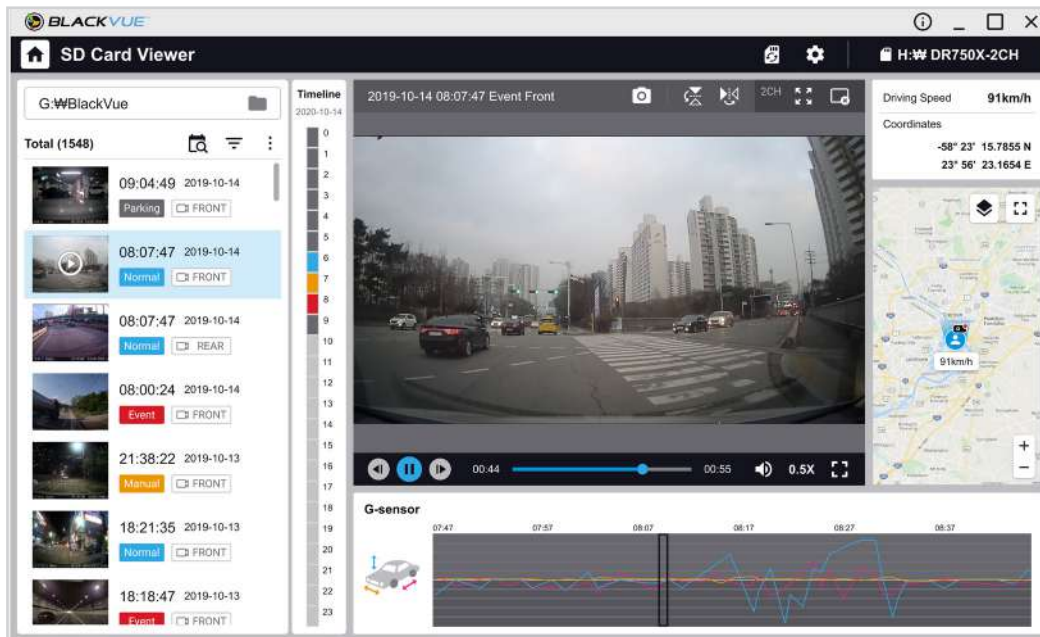 BLACKVUE
SD Card Viewer
H:₩ DR750X-2CH
G:₩BlackVue
Total (1548)
09:04:49 2019-10-14
Parking FRONT
08:07:47 2019-10-14
Normal FRONT
08:07:47 2019-10-14
Normal REAR
08:00:24 2019-10-14
Event FRONT
21:38:22 2019-10-13
Manual FRONT
18:21:35 2019-10-13
Normal FRONT
18:18:47 2019-10-13
Event FRONT
Timeline
2020-10-14
0
1
2
3
4
5
6
7
8
9
10
11
12
13
14
15
16
17
18
19
20
21
22
23
2019-10-14 08:07:47 Event Front
2CH
00:44
00:55
0.5X
Driving Speed 91km/h
Coordinates
-58° 23' 15.7855 N
23° 56' 23.1654 E
91km/h
+
−
G-sensor
07:47 07:57 08:07 08:17 08:27 08:37